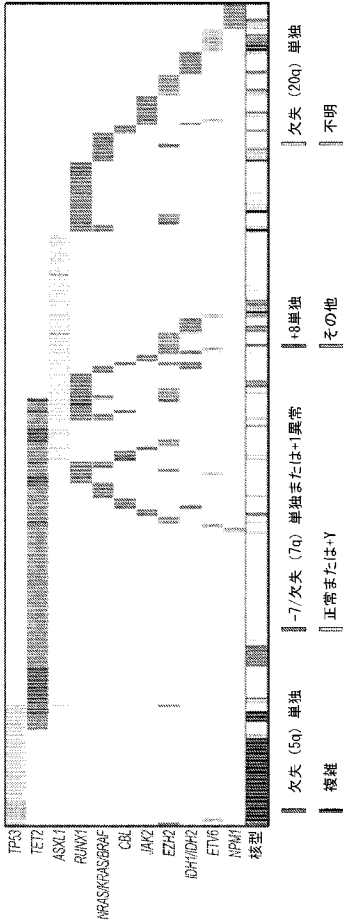 TP53
TET2
ASXL1
RUNX1
NRAS/KRAS/BRAF
CBL
JAK2
EZH2
IDH1/IDH2
ETV6
NPM1
核型
欠失 (5q) 単独
-7/欠失 (7q) 単独または+1異常
+8単独
欠失 (20q) 単独
複雑
正常または+Y
その他
不明